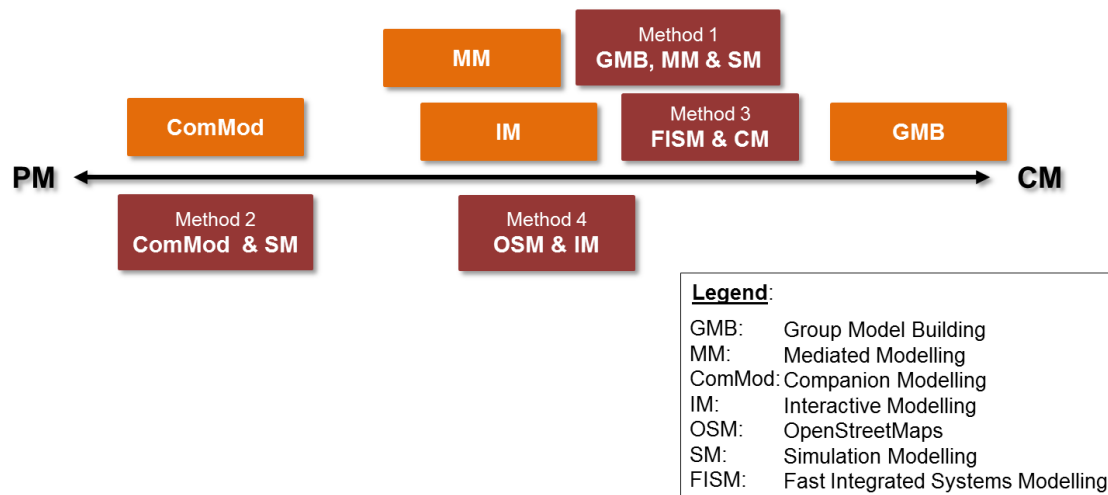 Method 1
GMB, MM & SM
MM
Method 3
FISM & CM
ComMod
IM
GMB
PM
CM
Method 2
ComMod & SM
Method 4
OSM & IM
Legend:
GMB: Group Model Building
MM: Mediated Modelling
ComMod: Companion Modelling
IM: Interactive Modelling
OSM: OpenStreetMaps
SM: Simulation Modelling
FISM: Fast Integrated Systems Modelling